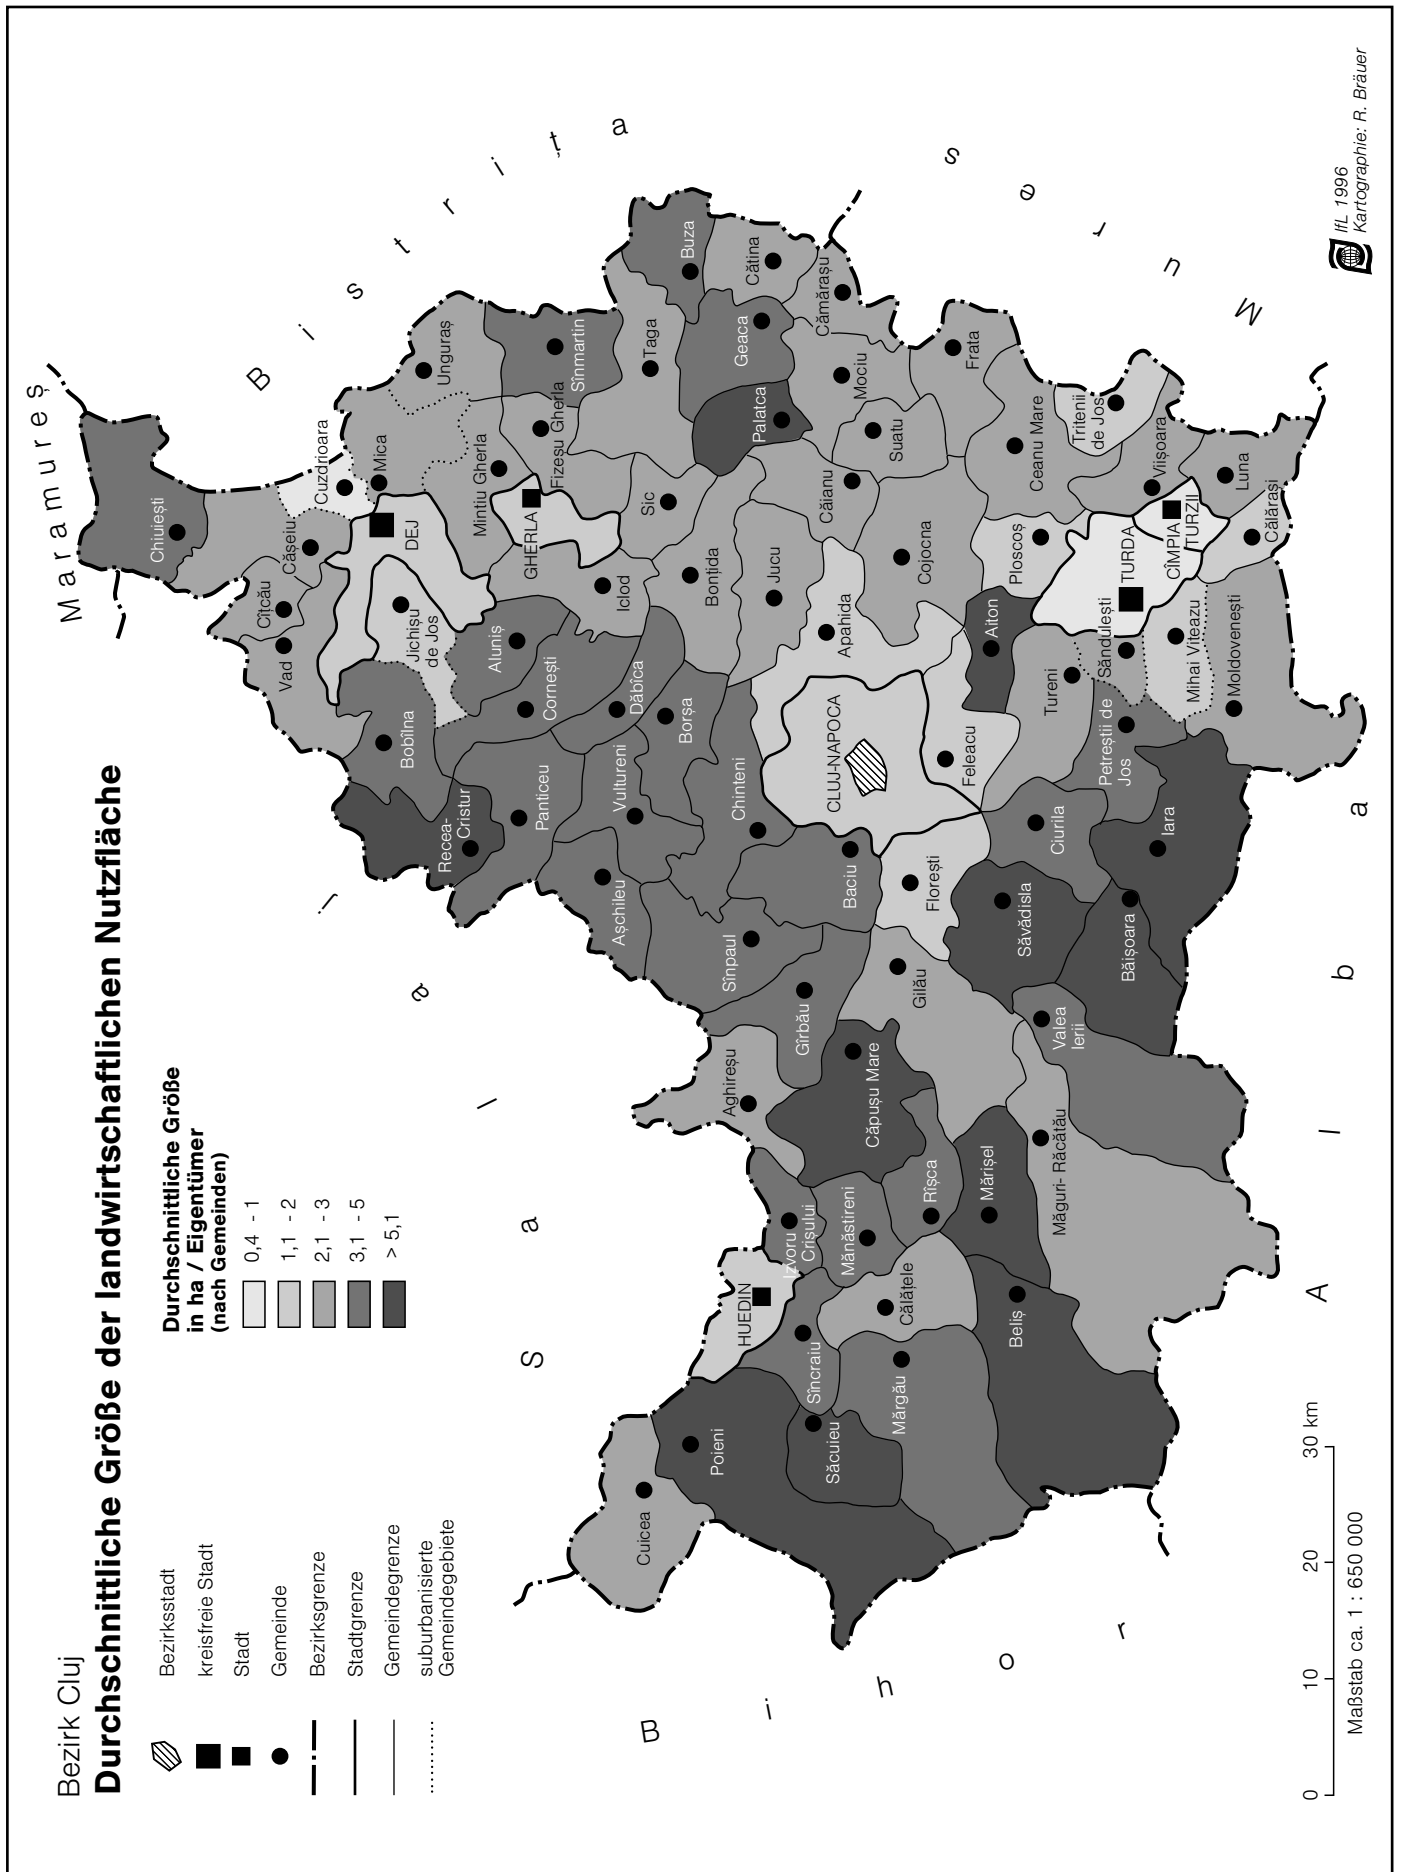 Bezirk Cluj
Durchschnittliche Größe der landwirtschaftlichen Nutzfläche
Bezirksstadt
kreisfreie Stadt
Stadt
Gemeinde
Bezirksgrenze
Stadtgrenze
Gemeindegrenze
suburbanisierte
Gemeindegebiete
Durchschnittliche Größe
in ha / Eigentümer
(nach Gemeinden)
0,4 - 1
1,1 - 2
2,1 - 3
3,1 - 5
> 5,1
Maramureș
Bistrița
Mureș
Alba
Bihor
Sălaj
Chiuiești
Cîțcău
Cășeiu
Cuzdrioara
Vad
DEJ
Mica
Unguraș
Jichișu
de Jos
Bobîlna
Mintiu Gherla
GHERLA
Fizeșu Gherla
Sînmartin
Aluniș
Cornești
Recea-
Cristur
Panticeu
Iclod
Sic
Taga
Buza
Dăbîca
Borșa
Vultureni
Așchileu
Bonțida
Palatca
Geaca
Cătina
Jucu
Căianu
Chinteni
Sînpaul
Apahida
Suatu
Mociu
Cămărașu
CLUJ-NAPOCA
Baciu
Gîrbău
Aghireșu
Cojocna
Frata
Feleacu
Florești
Gilău
Căpușu Mare
Izvoru
Crișului
HUEDIN
Aiton
Ploscoș
Ceanu Mare
Tritenii
de Jos
Mănăstireni
Rîșca
Sîncraiu
Călățele
Poieni
Cuicea
Săcuieu
Mărgău
Beliș
Mărișel
Măguri- Răcătău
Valea
Ierii
Săvădisla
Ciurila
Tureni
Săndulești
TURDA
CÎMPIA
TURZII
Viișoara
Luna
Călărași
Mihai Viteazu
Moldovenești
Petreștii de
Jos
Iara
Băișoara
0 10 20 30 km
Maßstab ca. 1 : 650 000
IfL 1996
Kartographie: R. Bräuer